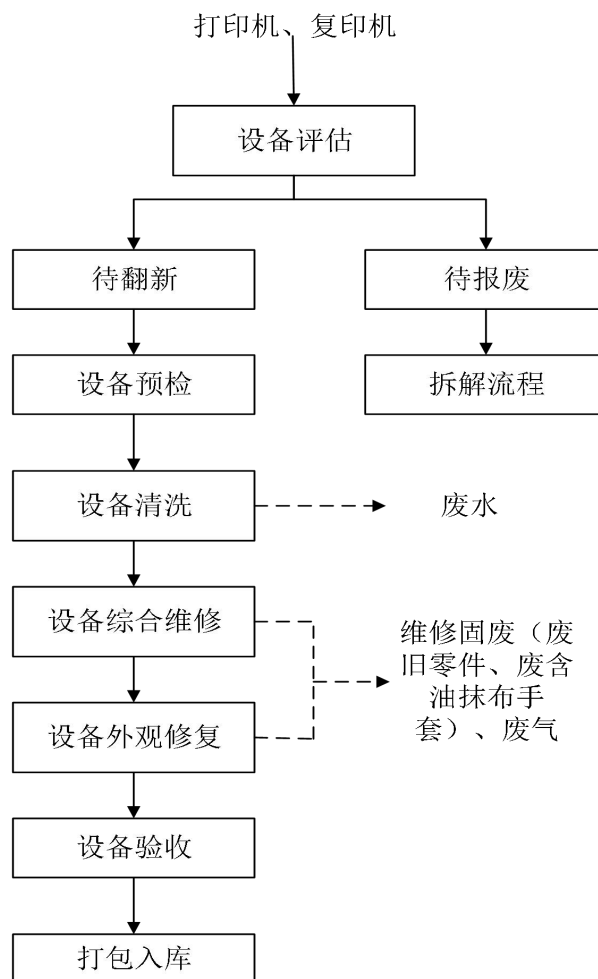 打印机、复印机
设备评估
待翻新
待报废
设备预检
拆解流程
设备清洗
废水
设备综合维修
维修固废（废
旧零件、废含
油抹布手
套）、废气
设备外观修复
设备验收
打包入库